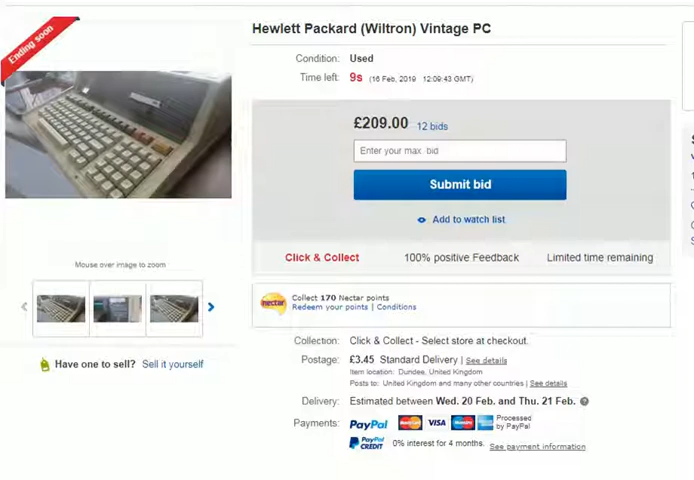 Ending soon
Hewlett Packard (Wiltron) Vintage PC
Condition: Used
Time left: 9s (16 Feb, 2019 12:09:43 GMT)
£209.00 12 bids
Enter your max. bid
Submit bid
Add to watch list
Click & Collect 100% positive Feedback Limited time remaining
Mouse over image to zoom
nectar
Collect 170 Nectar points
Redeem your points | Conditions
Have one to sell? Sell it yourself
Collection: Click & Collect - Select store at checkout.
Postage: £3.45 Standard Delivery | See details
Item location: Dundee, United Kingdom
Posts to: United Kingdom and many other countries | See details
Delivery: Estimated between Wed. 20 Feb. and Thu. 21 Feb. ?
Payments: PayPal MasterCard VISA Maestro Processed
by PayPal
PayPal
CREDIT 0% interest for 4 months. See payment information